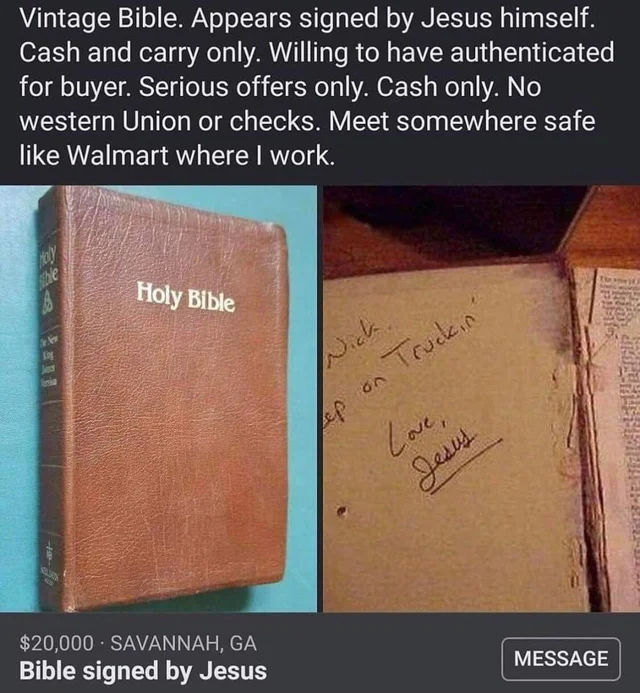 Vintage Bible. Appears signed by Jesus himself.
Cash and carry only. Willing to have authenticated
for buyer. Serious offers only. Cash only. No
western Union or checks. Meet somewhere safe
like Walmart where I work.
Holy
Bible
The New
King
James
Version
Holy Bible
Nick.
ep on Truckin'
Love,
Jesus
$20,000 · SAVANNAH, GA
Bible signed by Jesus
MESSAGE